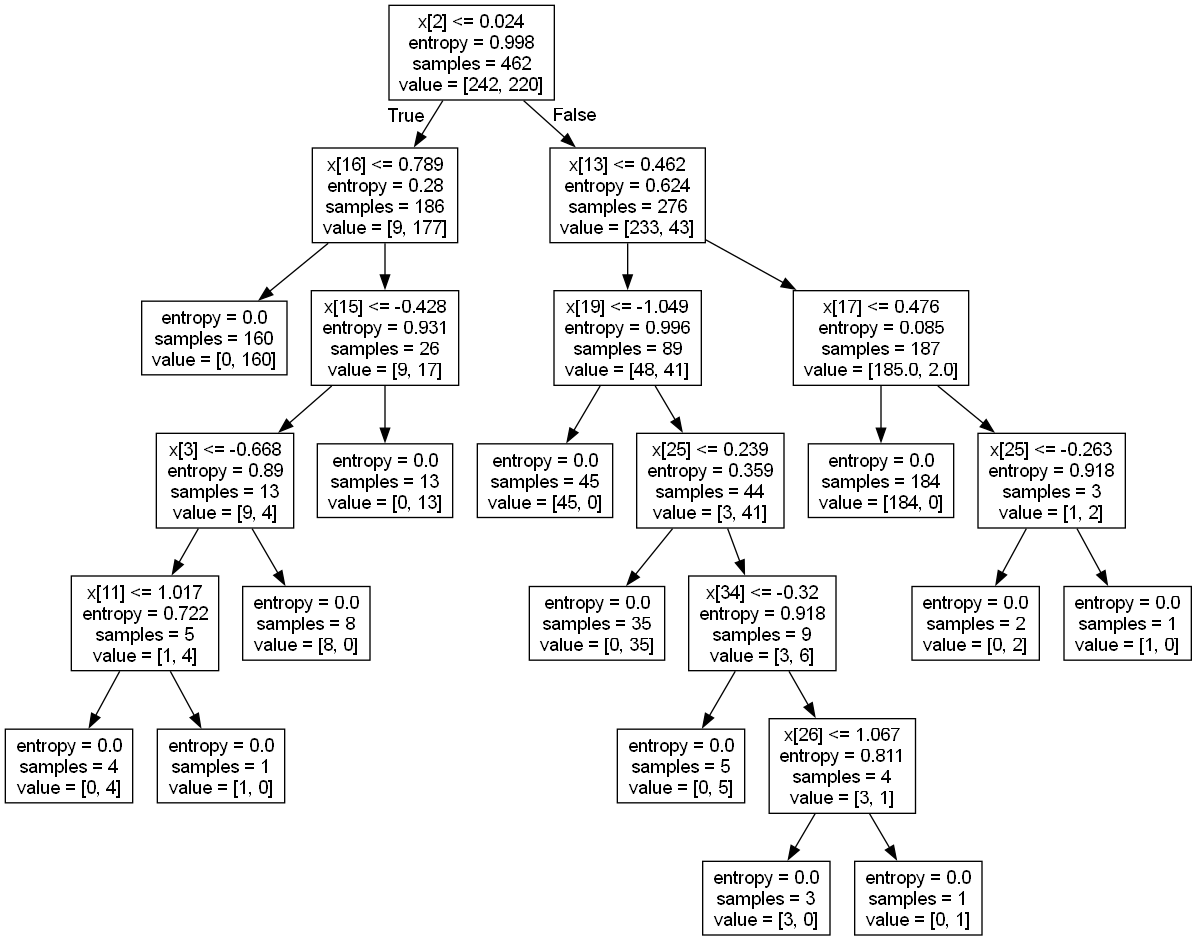 x[2] <= 0.024
entropy = 0.998
samples = 462
value = [242, 220]
True
False
x[16] <= 0.789
entropy = 0.28
samples = 186
value = [9, 177]
x[13] <= 0.462
entropy = 0.624
samples = 276
value = [233, 43]
entropy = 0.0
samples = 160
value = [0, 160]
x[15] <= -0.428
entropy = 0.931
samples = 26
value = [9, 17]
x[19] <= -1.049
entropy = 0.996
samples = 89
value = [48, 41]
x[17] <= 0.476
entropy = 0.085
samples = 187
value = [185.0, 2.0]
x[3] <= -0.668
entropy = 0.89
samples = 13
value = [9, 4]
entropy = 0.0
samples = 13
value = [0, 13]
entropy = 0.0
samples = 45
value = [45, 0]
x[25] <= 0.239
entropy = 0.359
samples = 44
value = [3, 41]
entropy = 0.0
samples = 184
value = [184, 0]
x[25] <= -0.263
entropy = 0.918
samples = 3
value = [1, 2]
x[11] <= 1.017
entropy = 0.722
samples = 5
value = [1, 4]
entropy = 0.0
samples = 8
value = [8, 0]
entropy = 0.0
samples = 35
value = [0, 35]
x[34] <= -0.32
entropy = 0.918
samples = 9
value = [3, 6]
entropy = 0.0
samples = 2
value = [0, 2]
entropy = 0.0
samples = 1
value = [1, 0]
entropy = 0.0
samples = 4
value = [0, 4]
entropy = 0.0
samples = 1
value = [1, 0]
entropy = 0.0
samples = 5
value = [0, 5]
x[26] <= 1.067
entropy = 0.811
samples = 4
value = [3, 1]
entropy = 0.0
samples = 3
value = [3, 0]
entropy = 0.0
samples = 1
value = [0, 1]